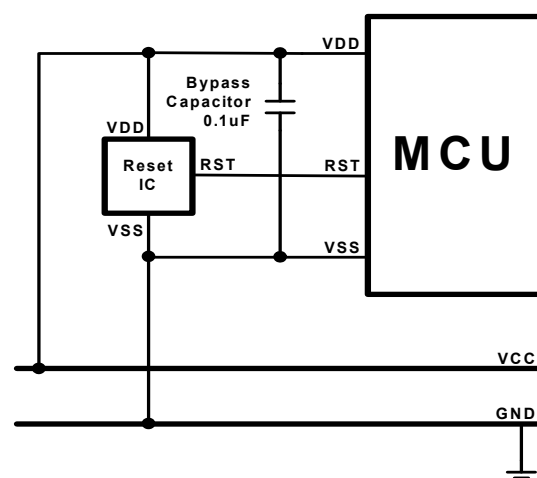 VDD
Bypass
Capacitor
0.1uF
VDD
Reset
IC
RST
RST
MCU
VSS
VSS
VCC
GND